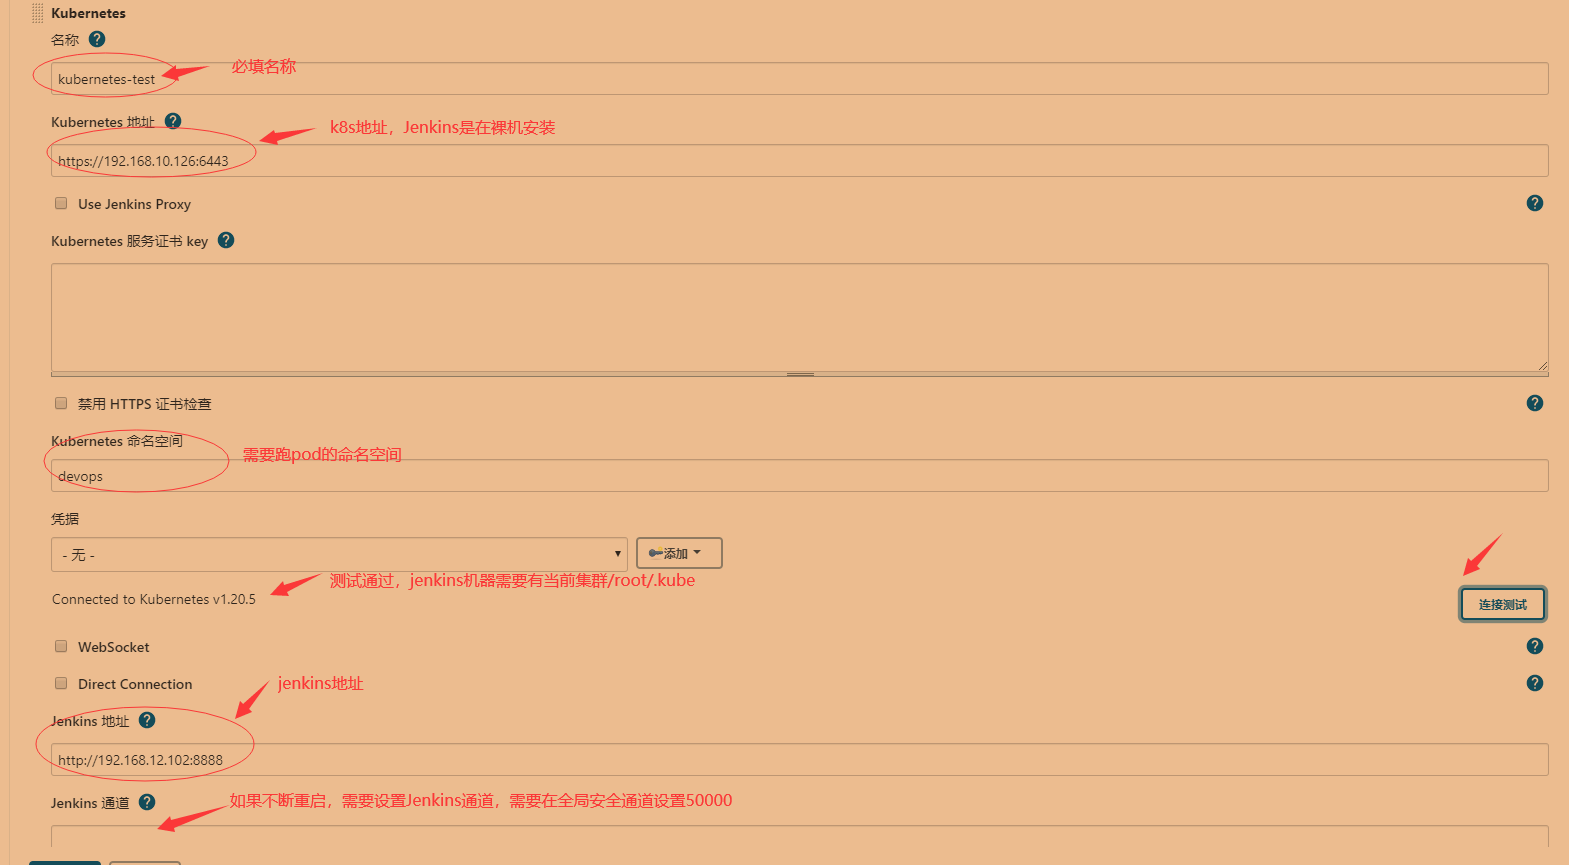 Kubernetes
名称
必填名称
kubernetes-test
Kubernetes 地址
k8s地址，Jenkins是在裸机安装
https://192.168.10.126:6443
Use Jenkins Proxy
Kubernetes 服务证书 key
禁用 HTTPS 证书检查
Kubernetes 命名空间
需要跑pod的命名空间
devops
凭据
- 无 -
添加
测试通过，jenkins机器需要有当前集群/root/.kube
Connected to Kubernetes v1.20.5
连接测试
WebSocket
Direct Connection
jenkins地址
Jenkins 地址
http://192.168.12.102:8888
如果不断重启，需要设置Jenkins通道，需要在全局安全通道设置50000
Jenkins 通道